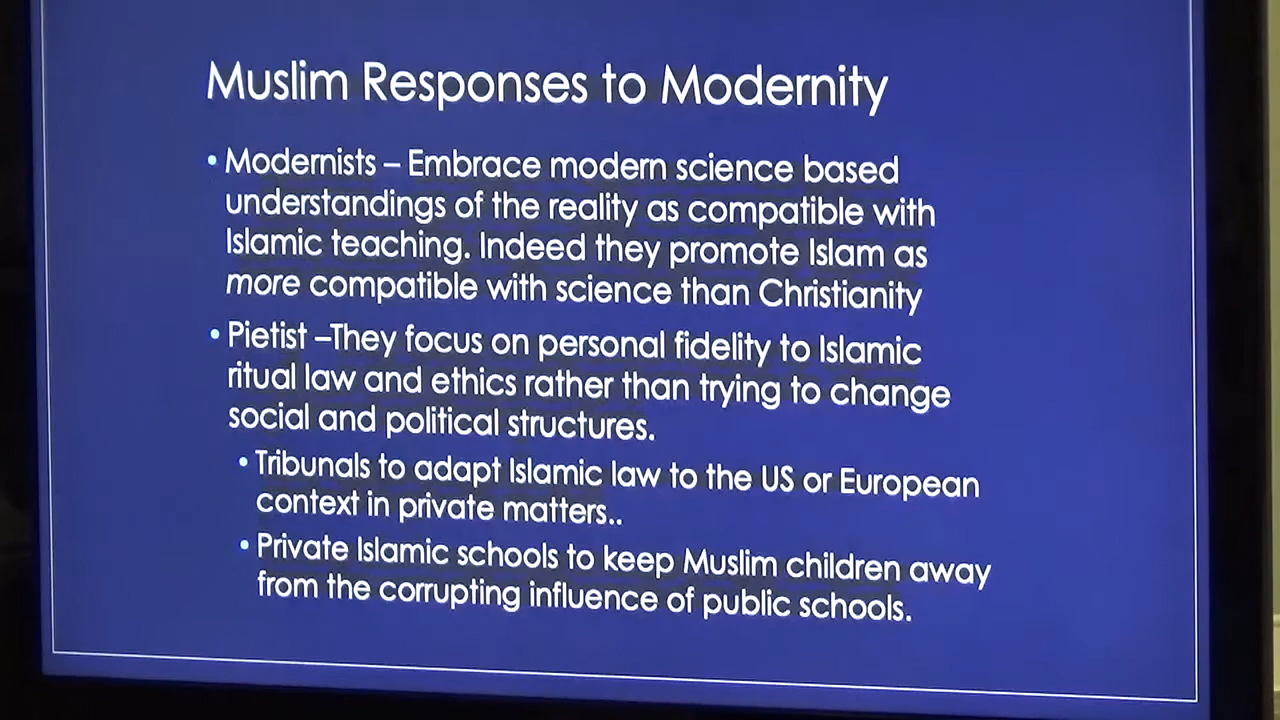 Muslim Responses to Modernity
• Modernists – Embrace modern science based
understandings of the reality as compatible with
Islamic teaching. Indeed they promote Islam as
more compatible with science than Christianity
• Pietist –They focus on personal fidelity to Islamic
ritual law and ethics rather than trying to change
social and political structures.
• Tribunals to adapt Islamic law to the US or European
context in private matters..
• Private Islamic schools to keep Muslim children away
from the corrupting influence of public schools.